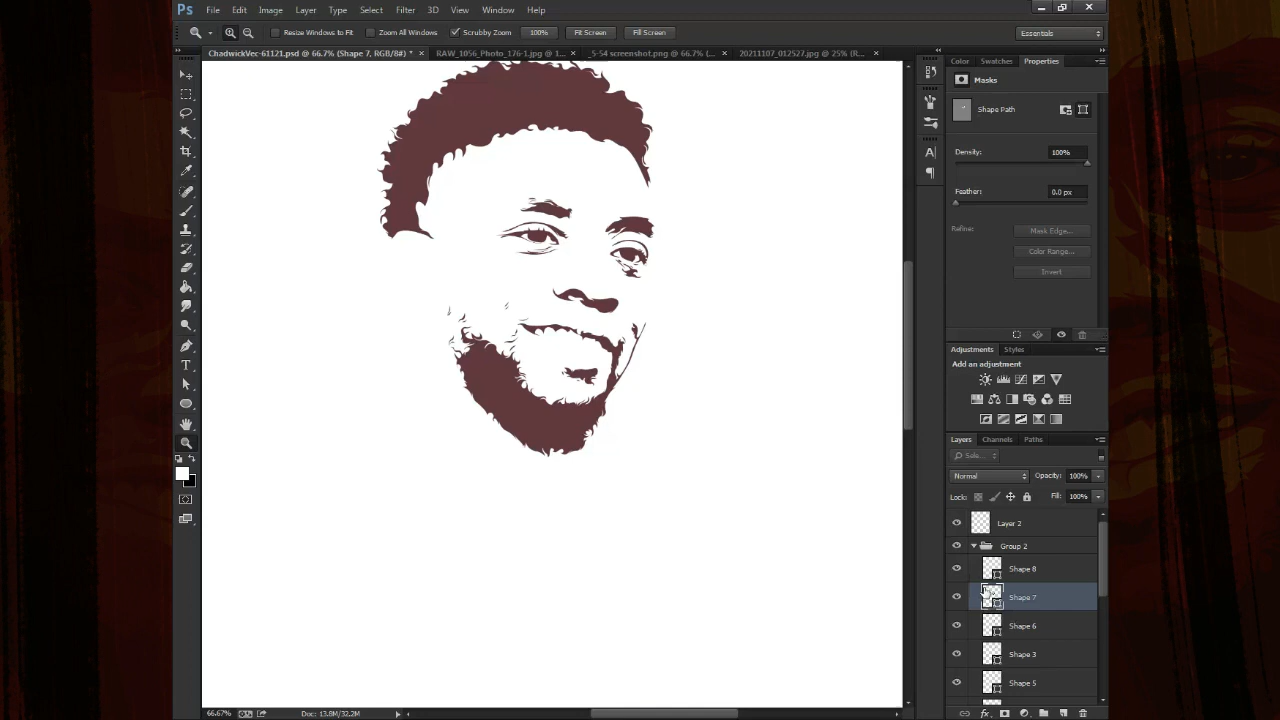 Ps File Edit Image Layer Type Select Filter 3D View Window Help
Resize Windows to Fit Zoom All Windows Scrubby Zoom 100% Fit Screen Fill Screen Essentials
ChadwickVec-61121.psd @ 66.7% (Shape 7, RGB/8#) * × RAW_1056_Photo_176-1.jpg @ 1... × _5-54 screenshot.png @ 66.7% (... × 20211107_012527.jpg @ 25% (R... ×
Color Swatches Properties
Masks
Shape Path
Density: 100%
Feather: 0.0 px
Refine: Mask Edge...
Color Range...
Invert
Adjustments Styles
Add an adjustment
Layers Channels Paths
Sele...
Normal Opacity: 100%
Lock: Fill: 100%
Layer 2
Group 2
Shape 8
Shape 7
Shape 6
Shape 3
Shape 5
66.67% Doc: 13.8M/32.2M